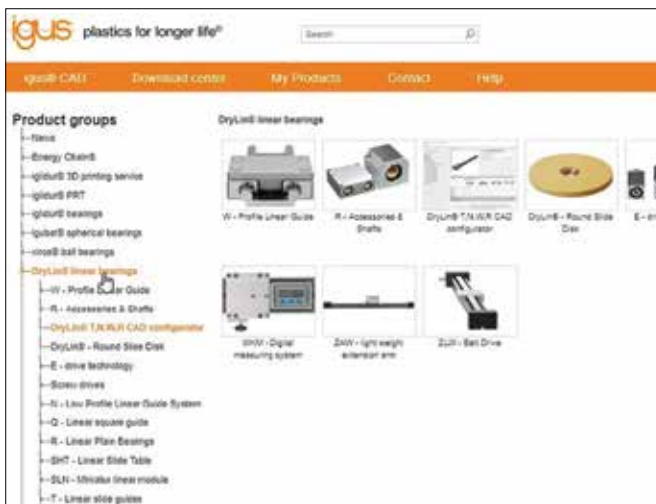 igus plastics for longer life®
Search
igus® CAD Download center My Products Contact Help
Product groups
News
Energy Chain®
iglidur® 3D printing service
iglidur® PRT
iglidur® bearings
igubal® spherical bearings
xiros® ball bearings
DryLin® linear bearings
W - Profile Linear Guide
R - Accessories & Shafts
DryLin® T,N,W,R CAD configurator
DryLin® - Round Slide Disk
E - drive technology
Screw drives
N - Low Profile Linear Guide System
Q - Linear square guide
R - Linear Plain Bearings
SHT - Linear Slide Table
SLN - Miniatur linear module
T - Linear slide guides
DryLin® linear bearings
W - Profile Linear Guide
R - Accessories &
Shafts
DryLin® T,N,W,R CAD
configurator
DryLin® - Round Slide
Disk
E - dr
- Digital
measuring system
ZAW - light weight
extension arm
ZLW - Belt Drive